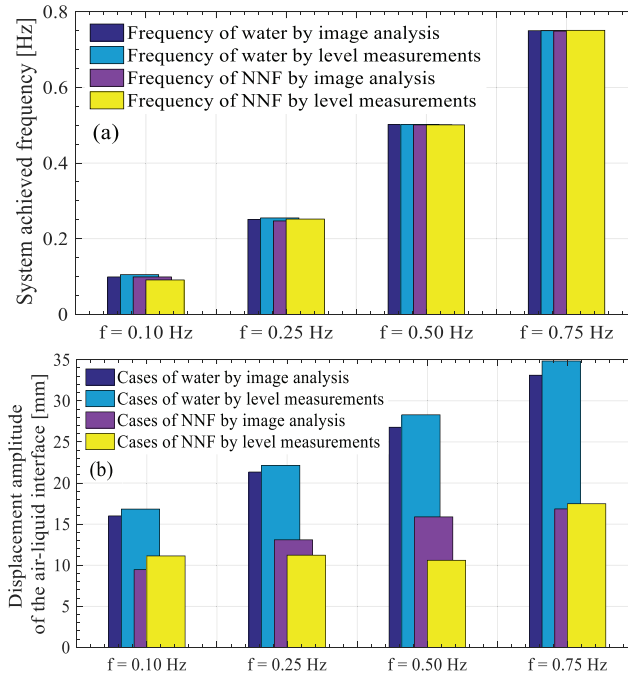 System achieved frequency [Hz]
0.8
0.6
0.4
0.2
0
Frequency of water by image analysis
Frequency of water by level measurements
Frequency of NNF by image analysis
Frequency of NNF by level measurements
(a)
f = 0.10 Hz f = 0.25 Hz f = 0.50 Hz f = 0.75 Hz
Displacement amplitude
of the air-liquid interface [mm]
35
30
25
20
15
10
5
0
Cases of water by image analysis
Cases of water by level measurements
Cases of NNF by image analysis
Cases of NNF by level measurements
(b)
f = 0.10 Hz f = 0.25 Hz f = 0.50 Hz f = 0.75 Hz